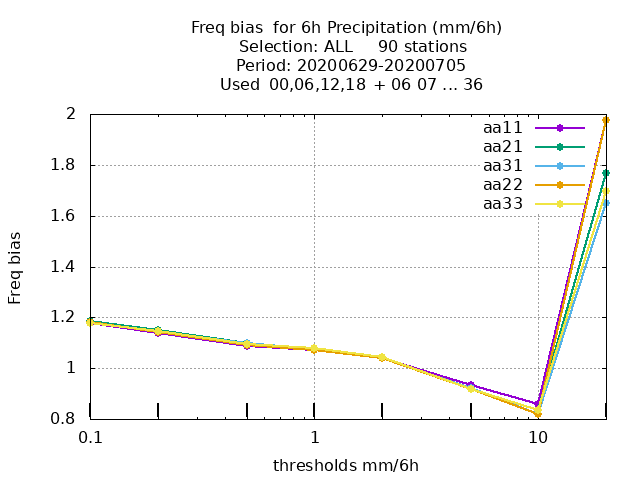 Freq bias  for 6h Precipitation (mm/6h)
Selection: ALL     90 stations
Period: 20200629-20200705
Used  00,06,12,18  + 06 07 ... 36
2
1.8
1.6
1.4
1.2
1
0.8
Freq bias
aa11
aa21
aa31
aa22
aa33
0.1
1
10
thresholds mm/6h